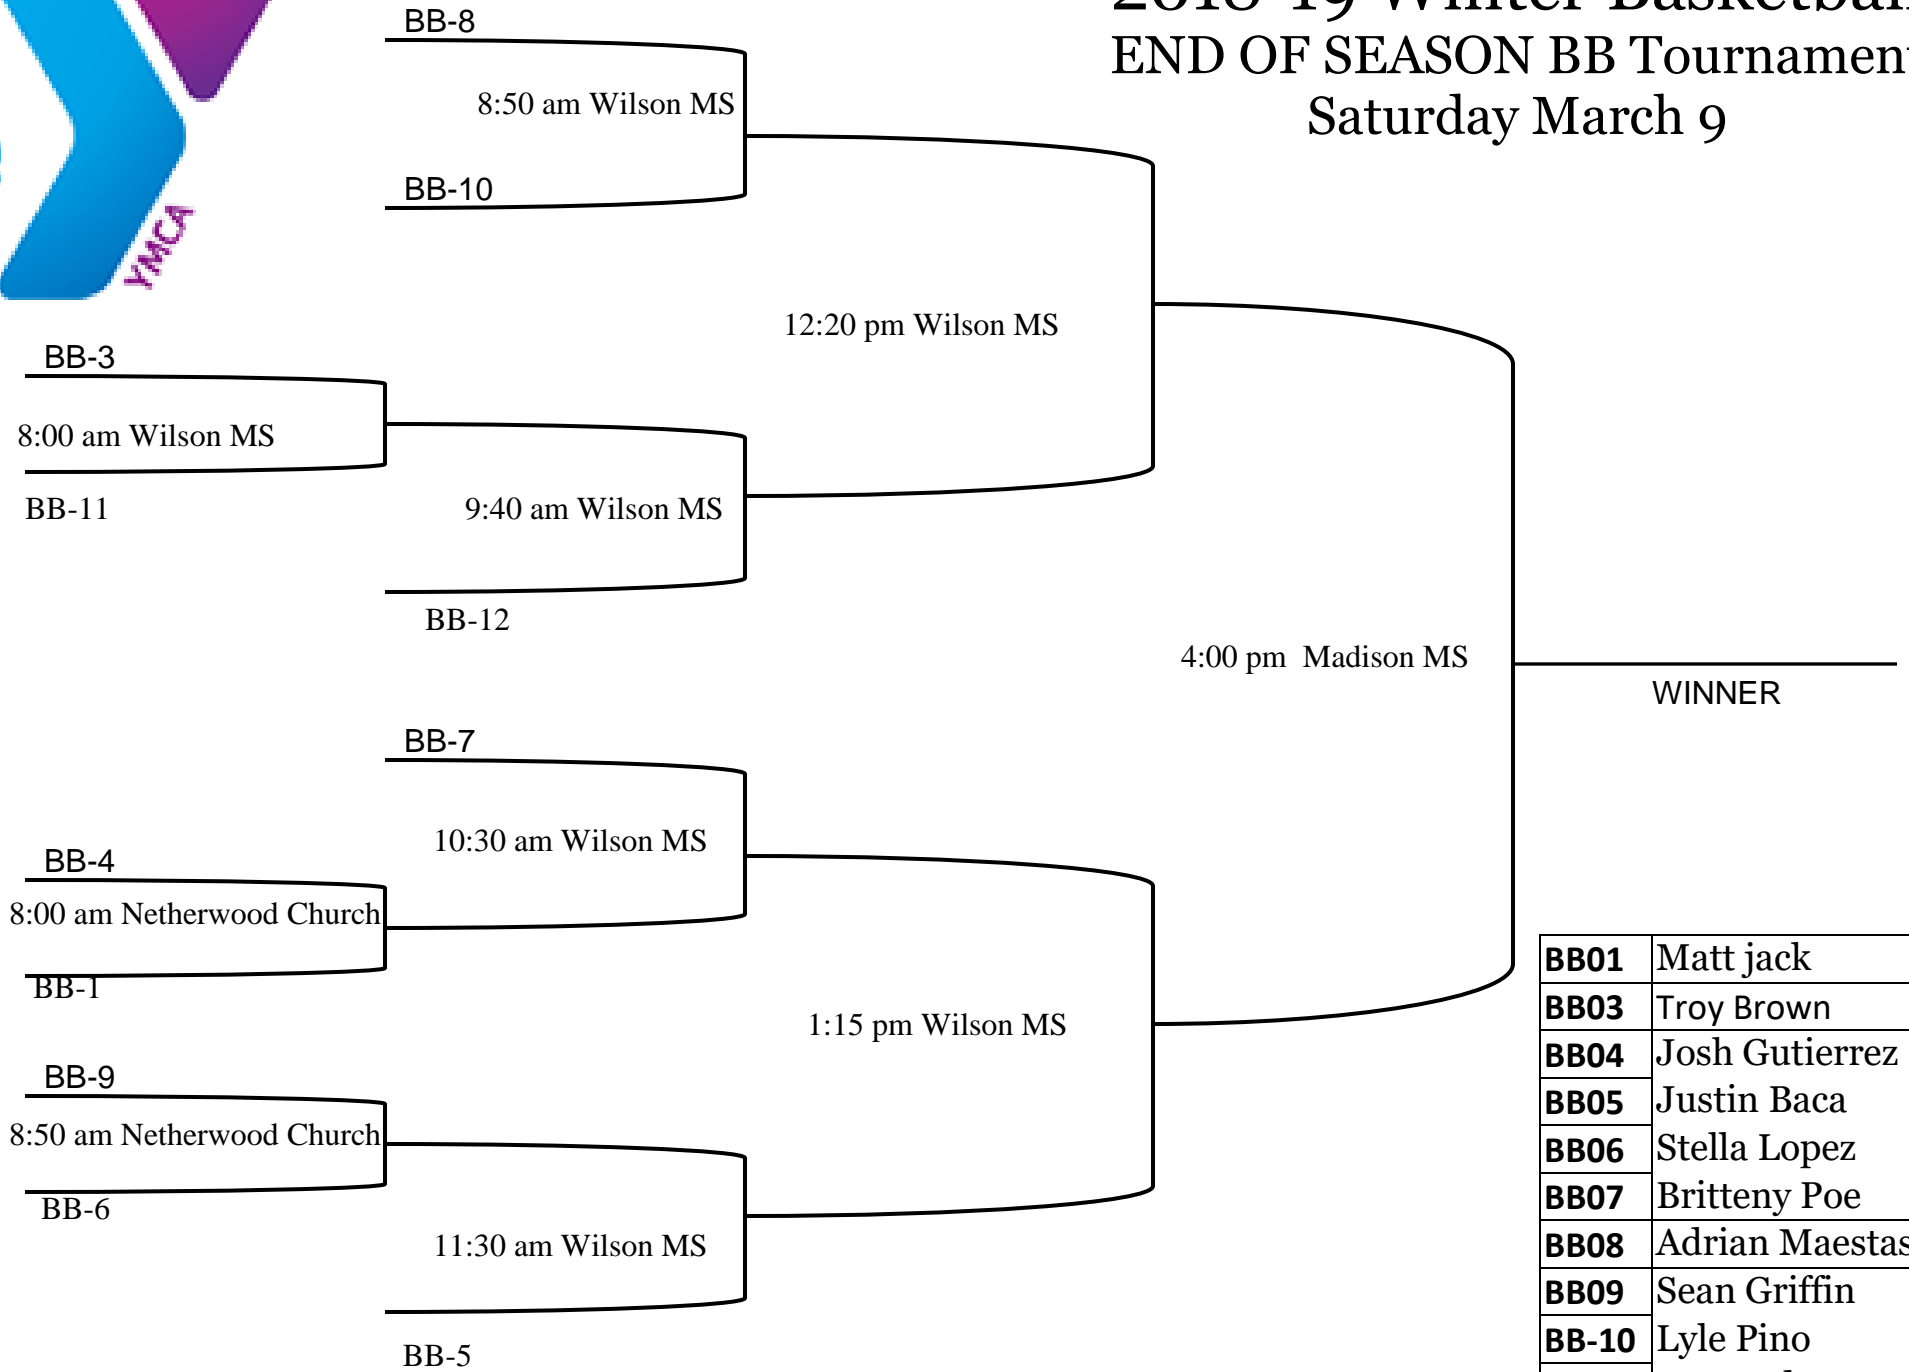 2018-19 Winter Basketball
END OF SEASON BB Tournament
Saturday March 9
YMCA
BB-8
8:50 am Wilson MS
BB-10
12:20 pm Wilson MS
BB-3
8:00 am Wilson MS
BB-11
9:40 am Wilson MS
BB-12
4:00 pm Madison MS
WINNER
BB-7
10:30 am Wilson MS
BB-4
8:00 am Netherwood Church
BB-1
1:15 pm Wilson MS
BB-9
8:50 am Netherwood Church
BB-6
11:30 am Wilson MS
BB-5
BB01 Matt jack
BB03 Troy Brown
BB04 Josh Gutierrez
BB05 Justin Baca
BB06 Stella Lopez
BB07 Britteny Poe
BB08 Adrian Maestas
BB09 Sean Griffin
BB-10 Lyle Pino